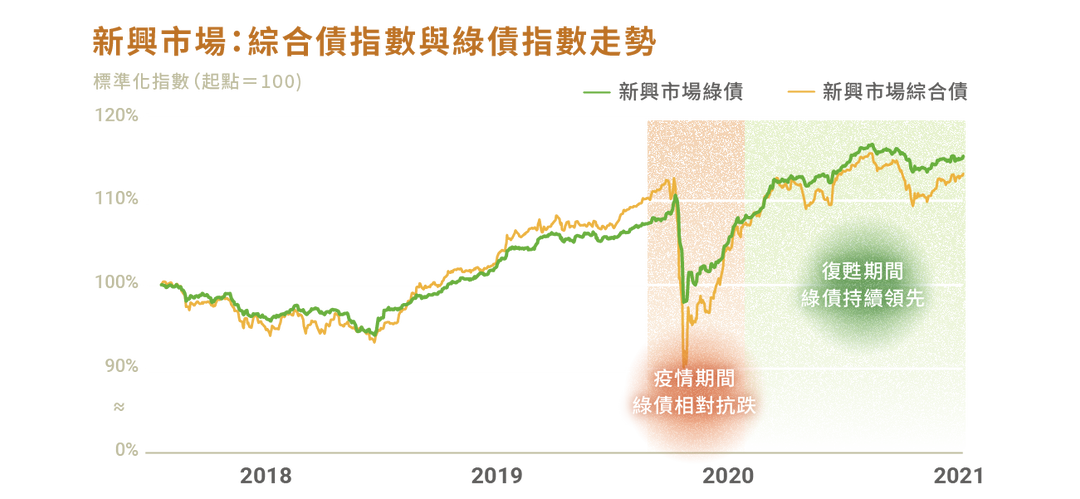 新興市場：綜合債指數與綠債指數走勢
標準化指數（起點＝100）
新興市場綠債
新興市場綜合債
120%
110%
100%
90%
≈
0%
復甦期間
綠債持續領先
疫情期間
綠債相對抗跌
2018
2019
2020
2021